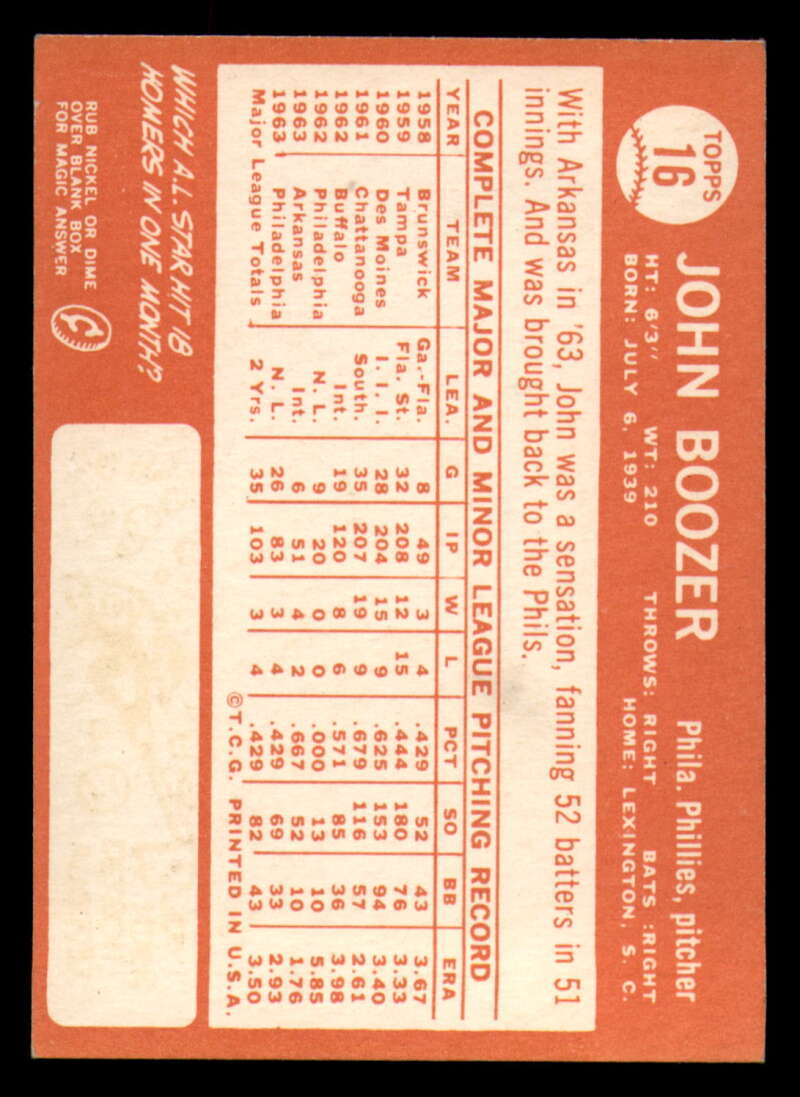 TOPPS
16
JOHN BOOZER Phila. Phillies, pitcher
HT: 6'3" WT: 210 THROWS: RIGHT BATS :RIGHT
BORN: JULY 6, 1939 HOME: LEXINGTON, S. C.
With Arkansas in '63, John was a sensation, fanning 52 batters in 51
innings. And was brought back to the Phils.
COMPLETE MAJOR AND MINOR LEAGUE PITCHING RECORD
YEAR TEAM LEA. G IP W L PCT SO BB ERA
1958 Brunswick Ga.-Fla. 8 49 3 4 .429 52 43 3.67
1959 Tampa Fla. St. 32 208 12 15 .444 180 76 3.33
1960 Des Moines I. I. I. 28 204 15 9 .625 153 94 3.40
1961 Chattanooga South. 35 207 19 9 .679 116 57 2.61
1962 Buffalo Int. 19 120 8 6 .571 85 36 3.98
1962 Philadelphia N. L. 9 20 0 0 .000 13 10 5.85
1963 Arkansas Int. 6 51 4 2 .667 52 10 1.76
1963 Philadelphia N. L. 26 83 3 4 .429 69 33 2.93
Major League Totals 2 Yrs. 35 103 3 4 .429 82 43 3.50
©T.C.G. PRINTED IN U.S.A.
WHICH A.L. STAR HIT 18
HOMERS IN ONE MONTH?
RUB NICKEL OR DIME
OVER BLANK BOX
FOR MAGIC ANSWER